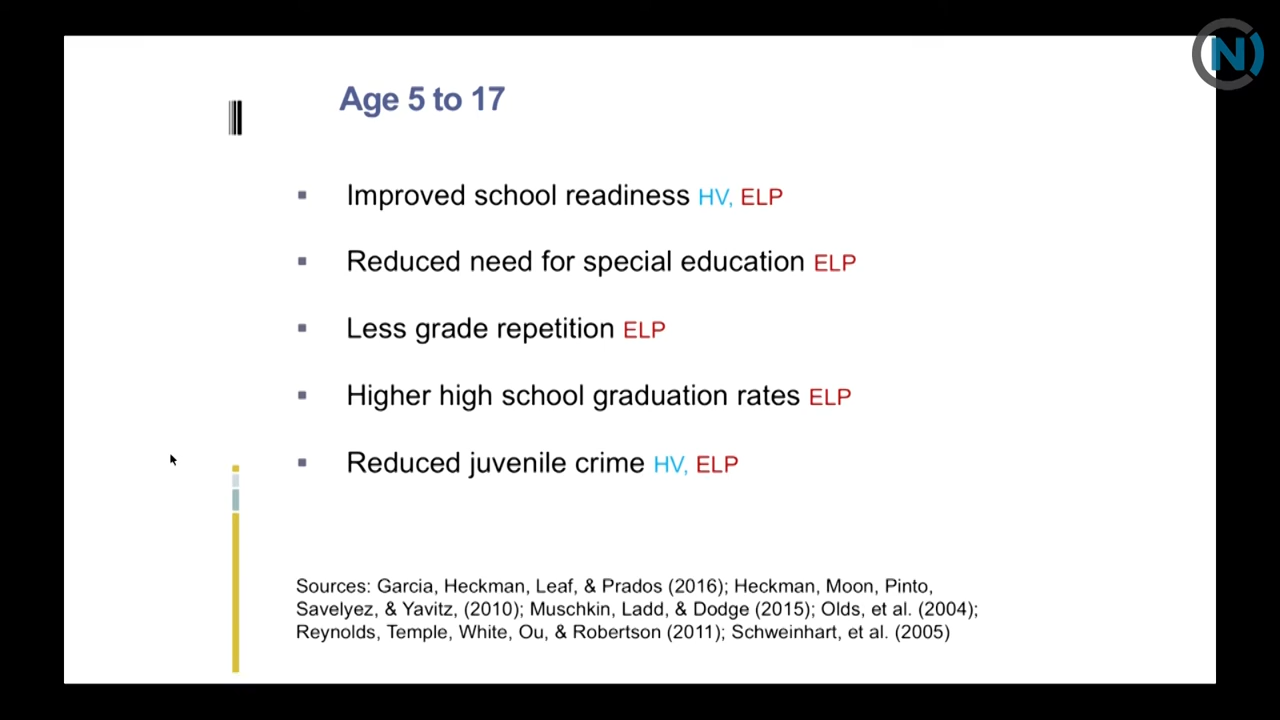 N
Age 5 to 17
▪ Improved school readiness HV, ELP
▪ Reduced need for special education ELP
▪ Less grade repetition ELP
▪ Higher high school graduation rates ELP
▪ Reduced juvenile crime HV, ELP
Sources: Garcia, Heckman, Leaf, & Prados (2016); Heckman, Moon, Pinto,
Savelyez, & Yavitz, (2010); Muschkin, Ladd, & Dodge (2015); Olds, et al. (2004);
Reynolds, Temple, White, Ou, & Robertson (2011); Schweinhart, et al. (2005)